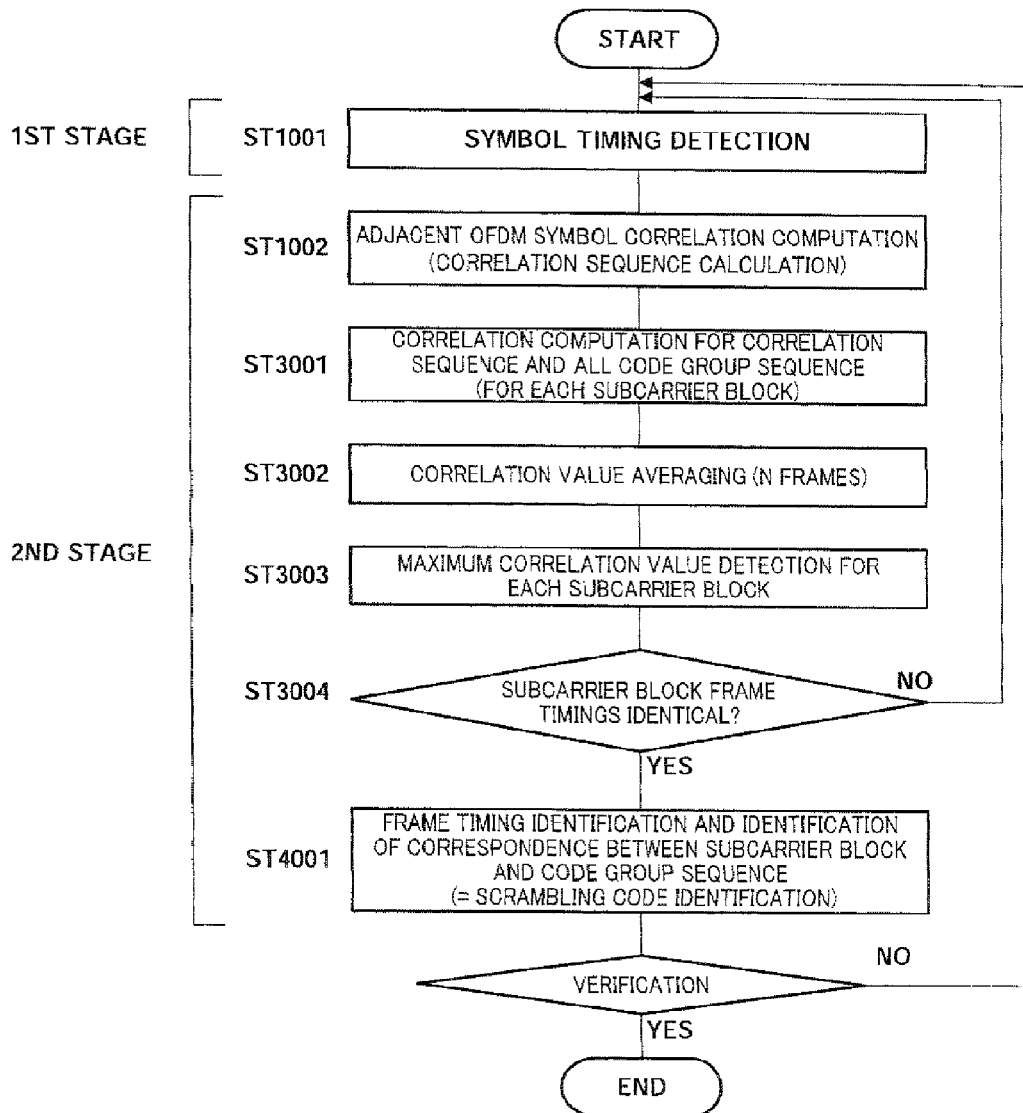 START
1ST STAGE
ST1001
SYMBOL TIMING DETECTION
ST1002
ADJACENT OFDM SYMBOL CORRELATION COMPUTATION
(CORRELATION SEQUENCE CALCULATION)
ST3001
CORRELATION COMPUTATION FOR CORRELATION
SEQUENCE AND ALL CODE GROUP SEQUENCE
(FOR EACH SUBCARRIER BLOCK)
ST3002
CORRELATION VALUE AVERAGING (N FRAMES)
2ND STAGE
ST3003
MAXIMUM CORRELATION VALUE DETECTION FOR
EACH SUBCARRIER BLOCK
ST3004
SUBCARRIER BLOCK FRAME
TIMINGS IDENTICAL?
NO
YES
ST4001
FRAME TIMING IDENTIFICATION AND IDENTIFICATION
OF CORRESPONDENCE BETWEEN SUBCARRIER BLOCK
AND CODE GROUP SEQUENCE
(= SCRAMBLING CODE IDENTIFICATION)
NO
VERIFICATION
YES
END